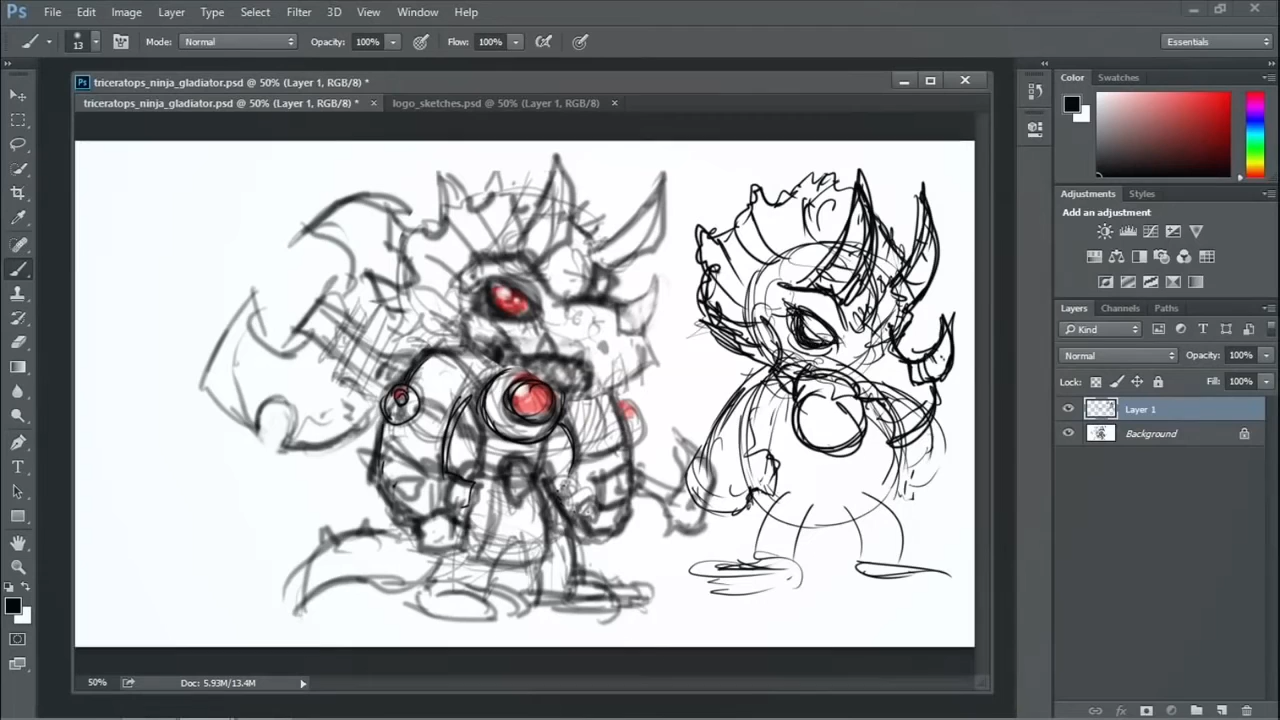 Ps File Edit Image Layer Type Select Filter 3D View Window Help
13 Mode: Normal Opacity: 100% Flow: 100% Essentials
triceratops_ninja_gladiator.psd @ 50% (Layer 1, RGB/8) *
triceratops_ninja_gladiator.psd @ 50% (Layer 1, RGB/8) * × logo_sketches.psd @ 50% (Layer 1, RGB/8) ×
Color Swatches
Adjustments Styles
Add an adjustment
Layers Channels Paths
Kind
Normal Opacity: 100%
Lock: Fill: 100%
Layer 1
Background
50% Doc: 5.93M/13.4M